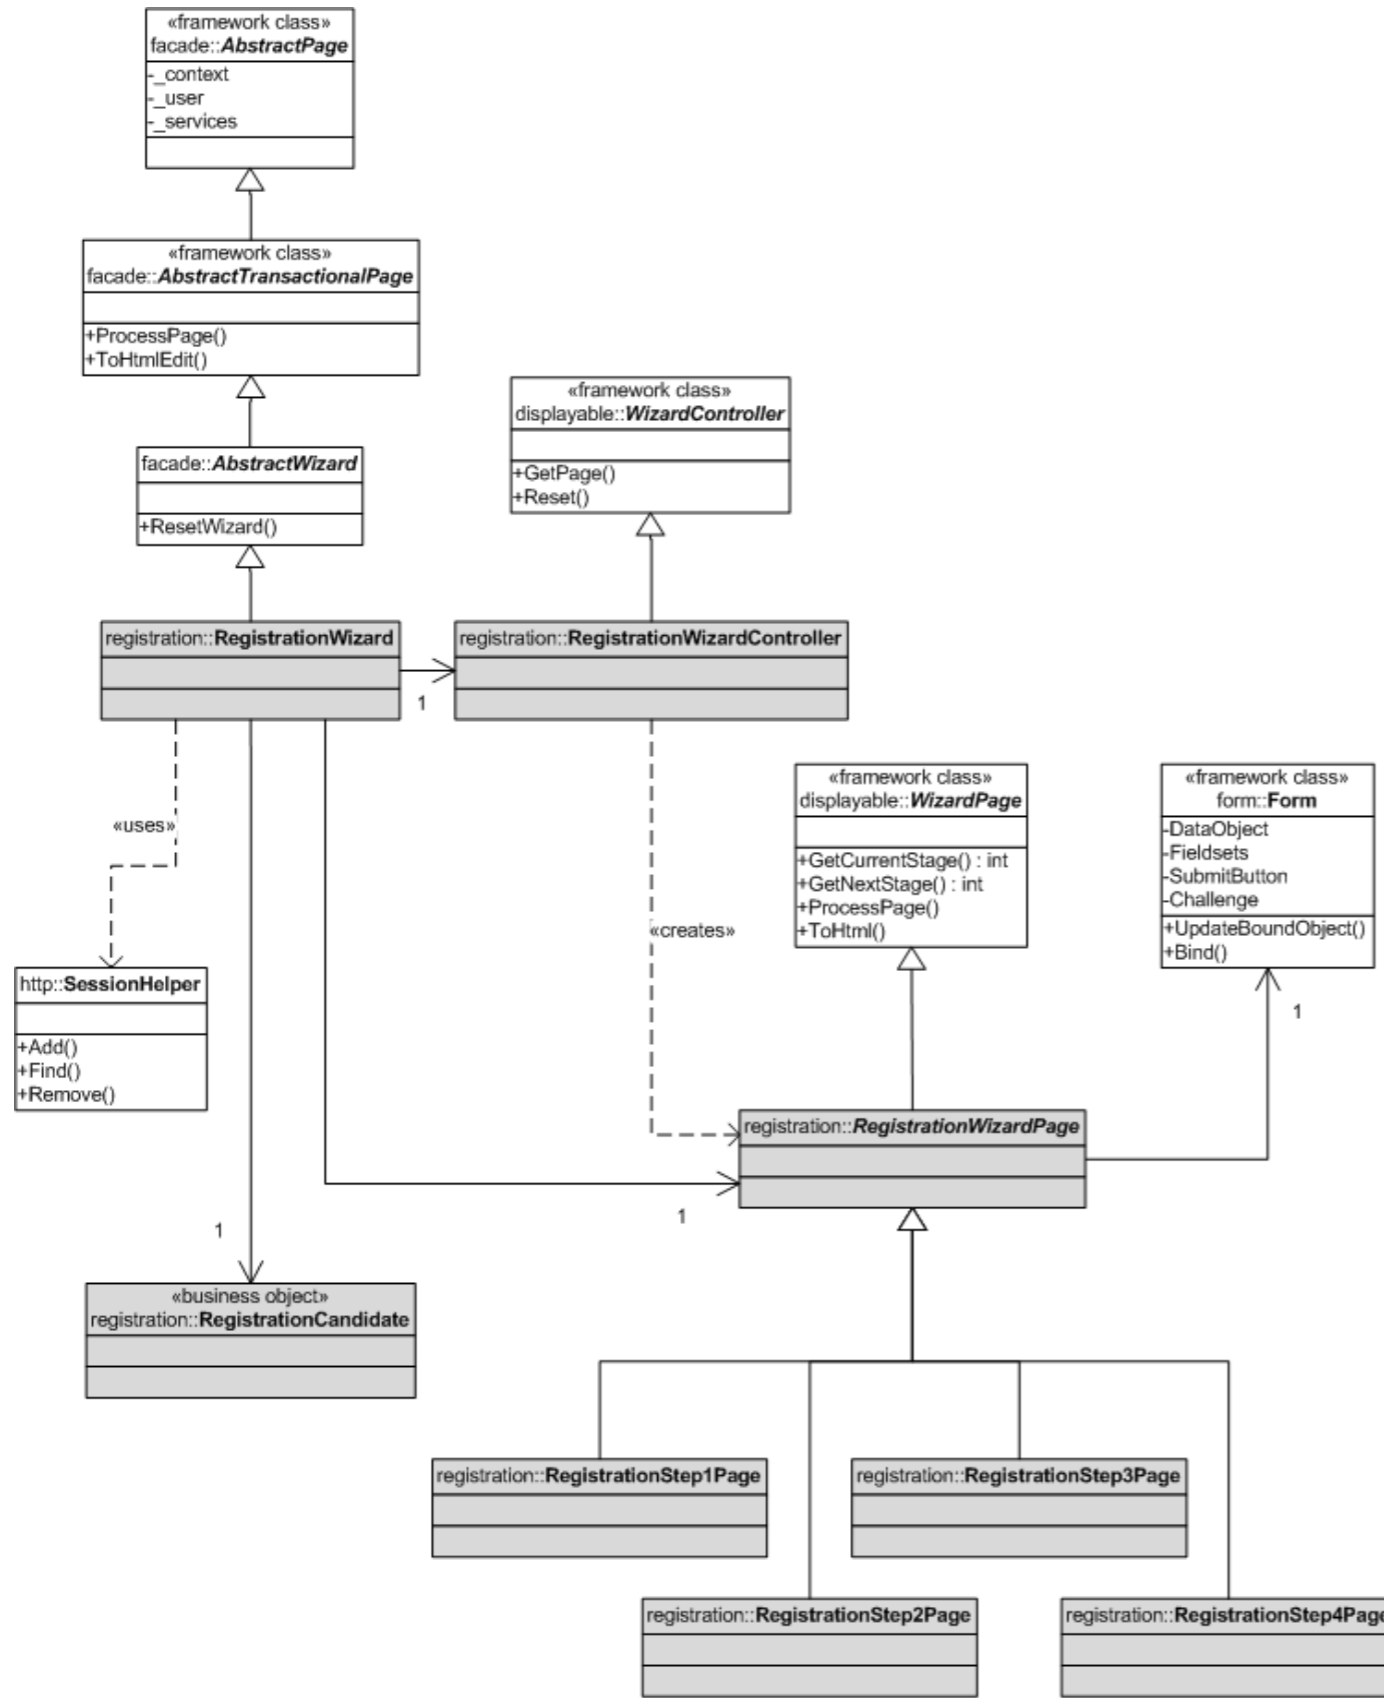 «framework class»
facade::AbstractPage
-_context
-_user
-_services
«framework class»
facade::AbstractTransactionalPage
+ProcessPage()
+ToHtmlEdit()
facade::AbstractWizard
+ResetWizard()
«framework class»
displayable::WizardController
+GetPage()
+Reset()
registration::RegistrationWizard
1
registration::RegistrationWizardController
«uses»
«creates»
http::SessionHelper
+Add()
+Find()
+Remove()
«framework class»
displayable::WizardPage
+GetCurrentStage() : int
+GetNextStage() : int
+ProcessPage()
+ToHtml()
«framework class»
form::Form
-DataObject
-Fieldsets
-SubmitButton
-Challenge
+UpdateBoundObject()
+Bind()
1
registration::RegistrationWizardPage
1
1
«business object»
registration::RegistrationCandidate
registration::RegistrationStep1Page
registration::RegistrationStep3Page
registration::RegistrationStep2Page
registration::RegistrationStep4Page